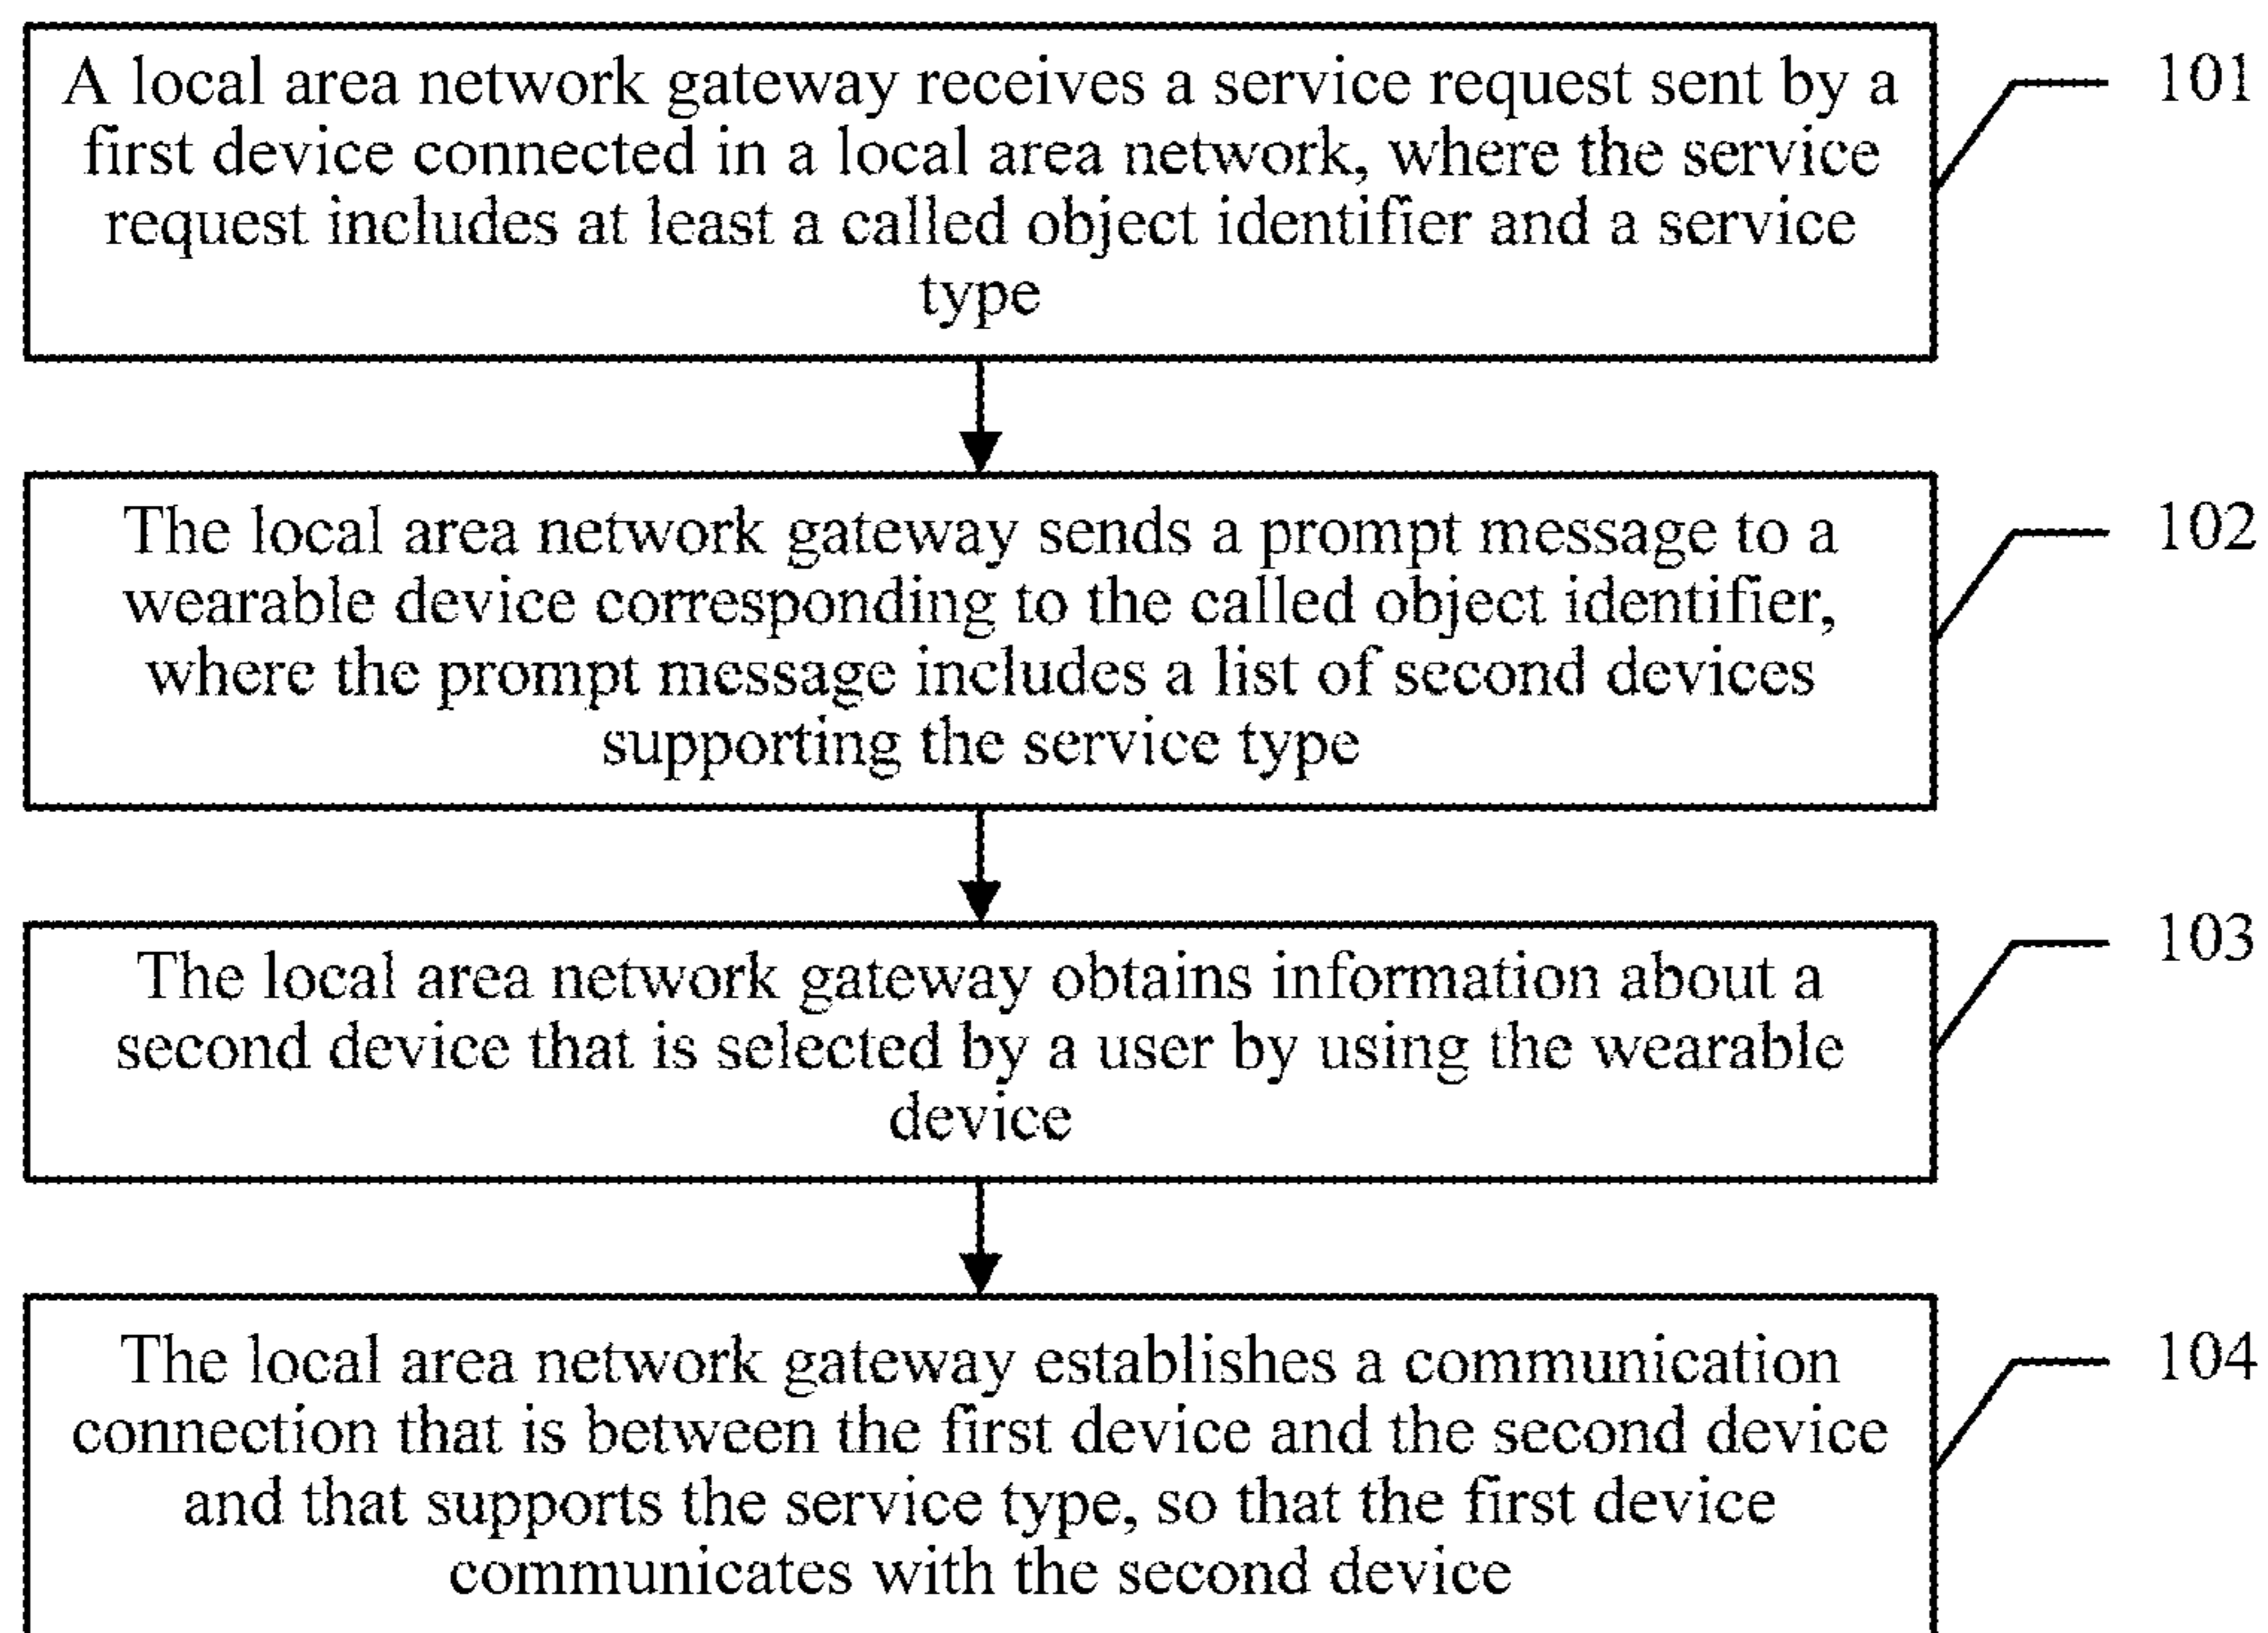 A local area network gateway receives a service request sent by a
first device connected in a local area network, where the service
request includes at least a called object identifier and a service
type
101
The local area network gateway sends a prompt message to a
wearable device corresponding to the called object identifier,
where the prompt message includes a list of second devices
supporting the service type
102
The local area network gateway obtains information about a
second device that is selected by a user by using the wearable
device
103
The local area network gateway establishes a communication
connection that is between the first device and the second device
and that supports the service type, so that the first device
communicates with the second device
104